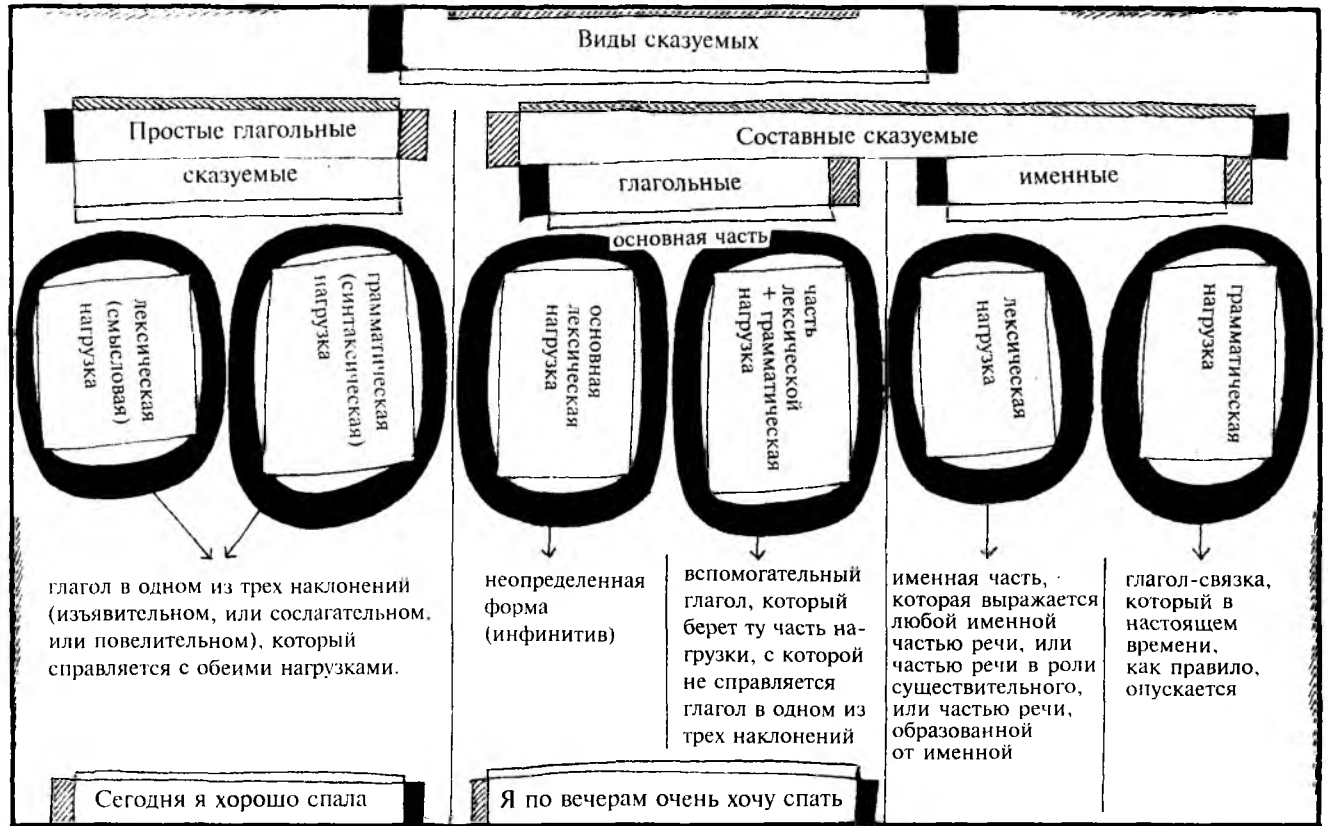 Виды сказуемых
Простые глагольные
сказуемые
Составные сказуемые
глагольные
именные
основная часть
лексическая
(смысловая)
нагрузка
грамматическая
(синтаксическая)
нагрузка
основная
лексическая
нагрузка
часть
лексической
+ грамматическая
нагрузка
лексическая
нагрузка
грамматическая
нагрузка
глагол в одном из трех наклонений
(изъявительном, или сослагательном,
или повелительном), который
справляется с обеими нагрузками.
неопределенная
форма
(инфинитив)
вспомогательный
глагол, который
берет ту часть на-
грузки, с которой
не справляется
глагол в одном из
трех наклонений
именная часть,
которая выражается
любой именной
частью речи, или
частью речи в роли
существительного,
или частью речи,
образованной
от именной
глагол-связка,
который в
настоящем
времени,
как правило,
опускается
Сегодня я хорошо спала
Я по вечерам очень хочу спать